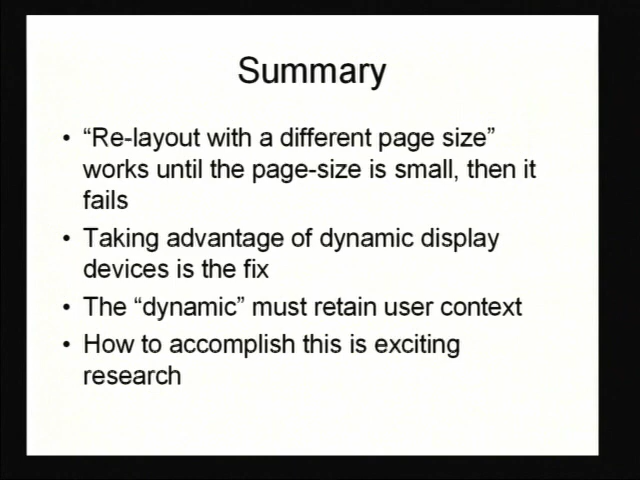 Summary
• “Re-layout with a different page size”
works until the page-size is small, then it
fails
• Taking advantage of dynamic display
devices is the fix
• The “dynamic” must retain user context
• How to accomplish this is exciting
research